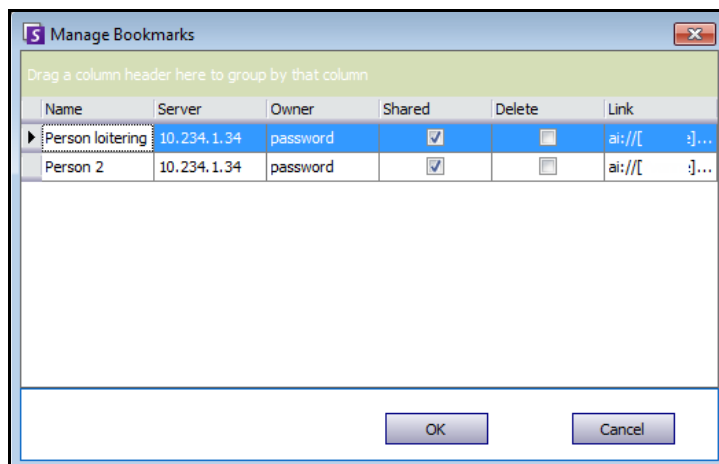 Manage Bookmarks
Drag a column header here to group by that column
Name Server Owner Shared Delete Link
Person loitering 10.234.1.34 password ai://[ :]...
Person 2 10.234.1.34 password ai://[ :]...
OK Cancel